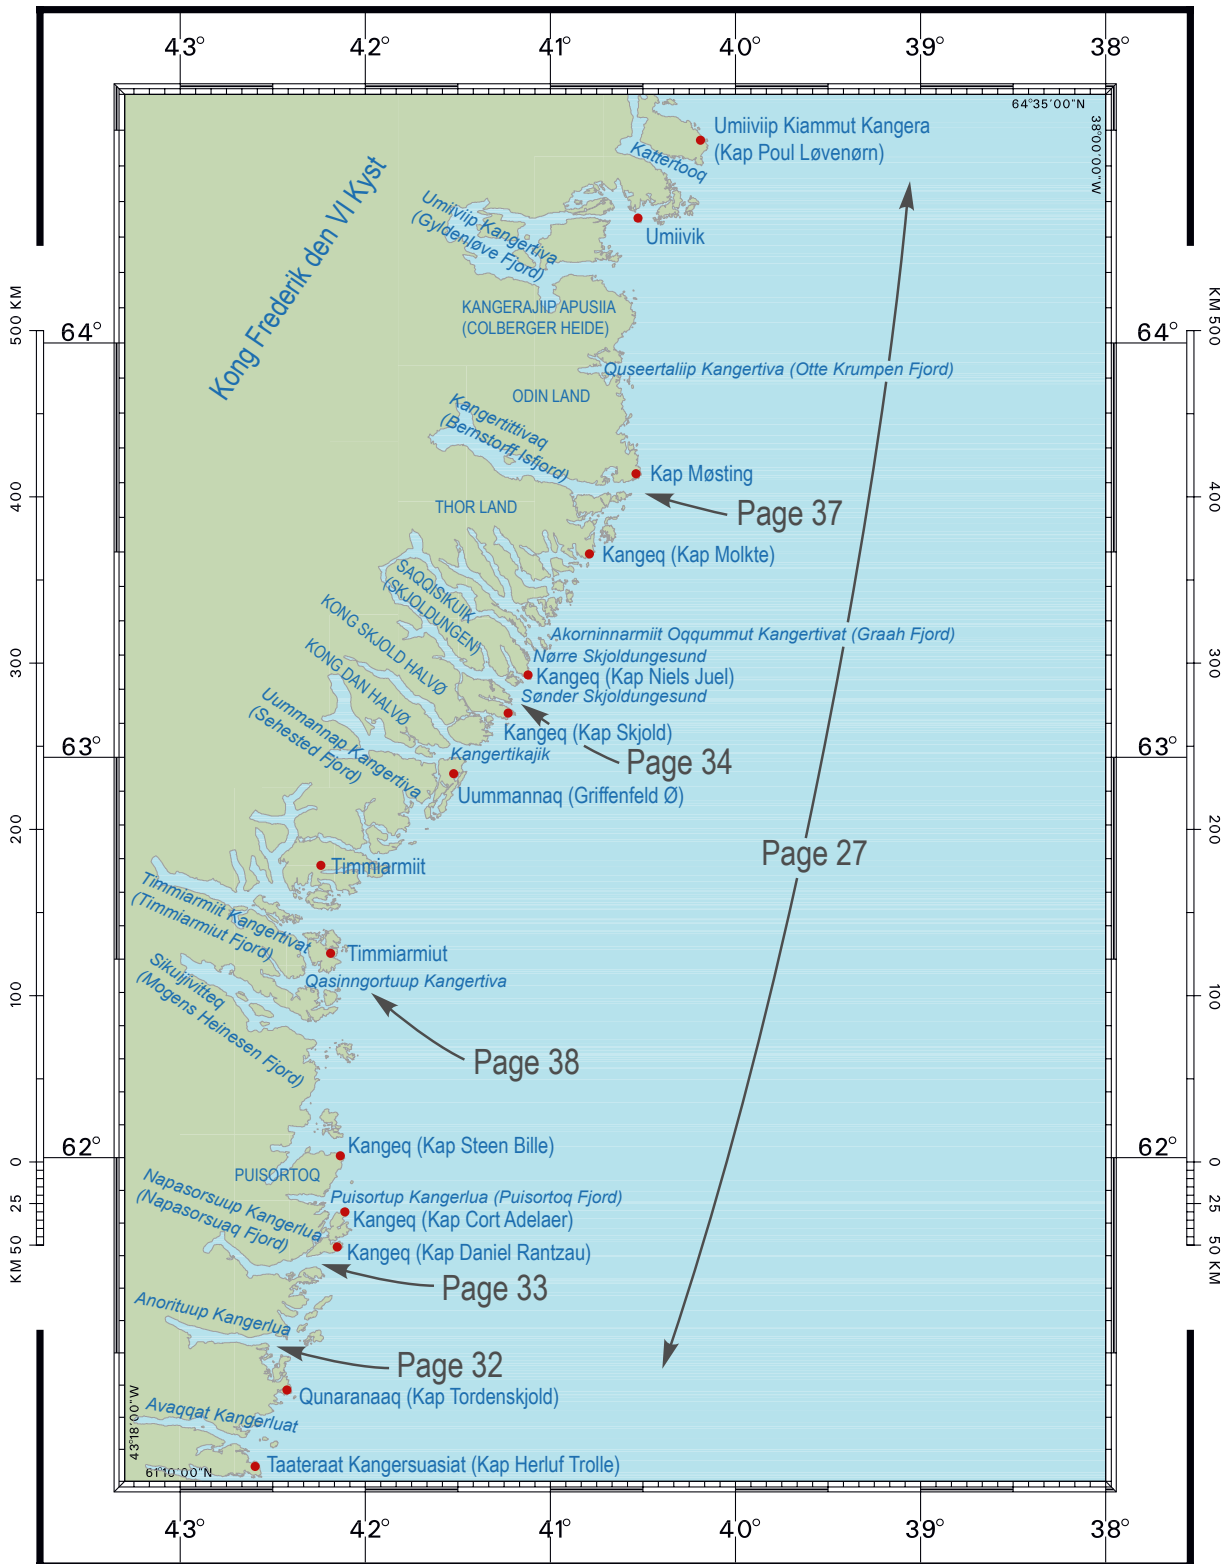 43° 42° 41° 40° 39° 38°
64°35'00"N
38°00'00"W
Umiiviip Kiammut Kangera
(Kap Poul Løvenørn)
Kattertooq
Kong Frederik den VI Kyst
Umiiviip Kangertiva
(Gyldenløve Fjord)
Umiivik
KANGERAJIIP APUSIIA
(COLBERGER HEIDE)
500 KM
KM 500
64° 64°
Quseertaliip Kangertiva (Otte Krumpen Fjord)
ODIN LAND
Kangertittivaq
(Bernstorff Isfjord)
Kap Møsting
400 400
THOR LAND
Page 37
Kangeq (Kap Molkte)
SAQQISIKUIK
(SKJOLDUNGEN)
KONG SKJOLD HALVØ
Akorninnarmiit Oqqummut Kangertivat (Graah Fjord)
KONG DAN HALVØ
Nørre Skjoldungesund
300 300
Kangeq (Kap Niels Juel)
Sønder Skjoldungesund
Uummannap Kangertiva
(Sehested Fjord)
Kangeq (Kap Skjold)
63° 63°
Kangertikajik
Page 34
Uummannaq (Griffenfeld Ø)
200 200
Page 27
Timmiarmiit
Timmiarmiit Kangertivat
(Timmiarmiut Fjord)
Timmiarmiut
Sikuijivitteq
(Mogens Heinesen Fjord)
Qasinngortuup Kangertiva
100 100
Page 38
62° 62°
Kangeq (Kap Steen Bille)
0 0
PUISORTOQ
Napasorsuup Kangerlua
(Napasorsuaq Fjord)
Puisortup Kangerlua (Puisortoq Fjord)
25 25
Kangeq (Kap Cort Adelaer)
KM 50
50 KM
Kangeq (Kap Daniel Rantzau)
Page 33
Anorituup Kangerlua
Page 32
Qunaranaaq (Kap Tordenskjold)
Avaqqat Kangerluat
43°18'00"W
Taateraat Kangersuasiat (Kap Herluf Trolle)
61°10'00"N
43° 42° 41° 40° 39° 38°